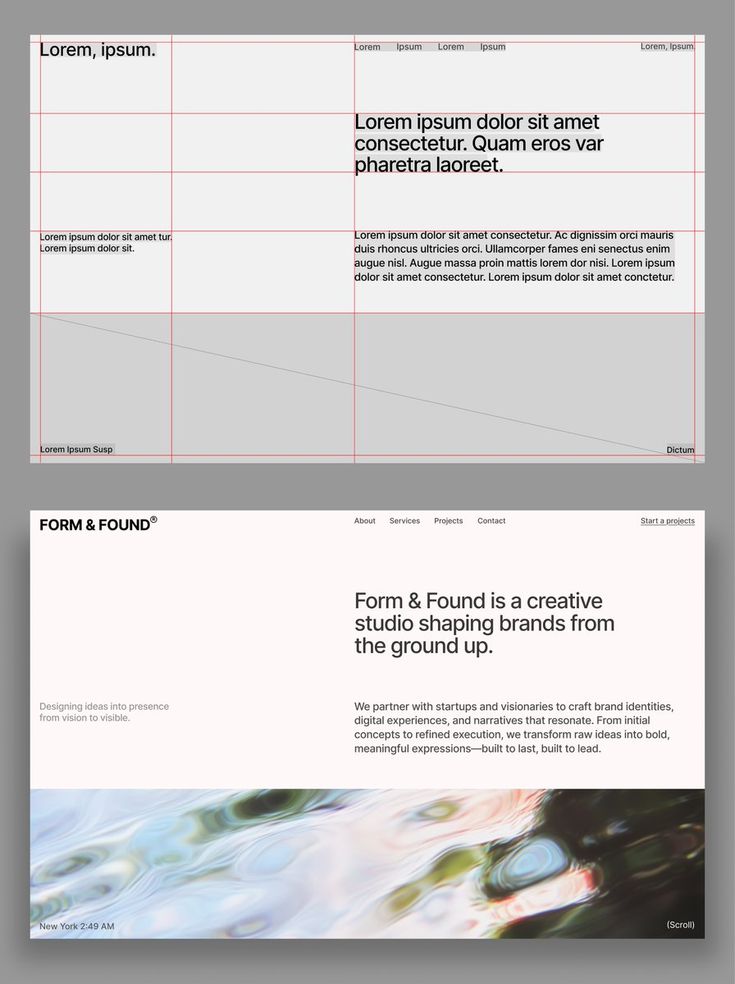 Lorem, ipsum.
Lorem Ipsum Lorem Ipsum
Lorem, Ipsum.
Lorem ipsum dolor sit amet
consectetur. Quam eros var
pharetra laoreet.
Lorem ipsum dolor sit amet tur.
Lorem ipsum dolor sit.
Lorem ipsum dolor sit amet consectetur. Ac dignissim orci mauris
duis rhoncus ultricies orci. Ullamcorper fames eni senectus enim
augue nisl. Augue massa proin mattis lorem dor nisi. Lorem ipsum
dolor sit amet consectetur. Lorem ipsum dolor sit amet conctetur.
Lorem Ipsum Susp
Dictum
FORM & FOUND®
About Services Projects Contact
Start a projects
Form & Found is a creative
studio shaping brands from
the ground up.
Designing ideas into presence
from vision to visible.
We partner with startups and visionaries to craft brand identities,
digital experiences, and narratives that resonate. From initial
concepts to refined execution, we transform raw ideas into bold,
meaningful expressions—built to last, built to lead.
New York 2:49 AM
(Scroll)